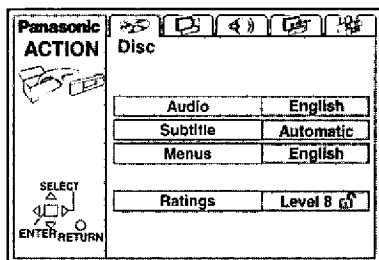 Panasonic
ACTION
Disc
Audio English
Subtitle Automatic
Menus English
Ratings Level 8
SELECT
ENTER RETURN